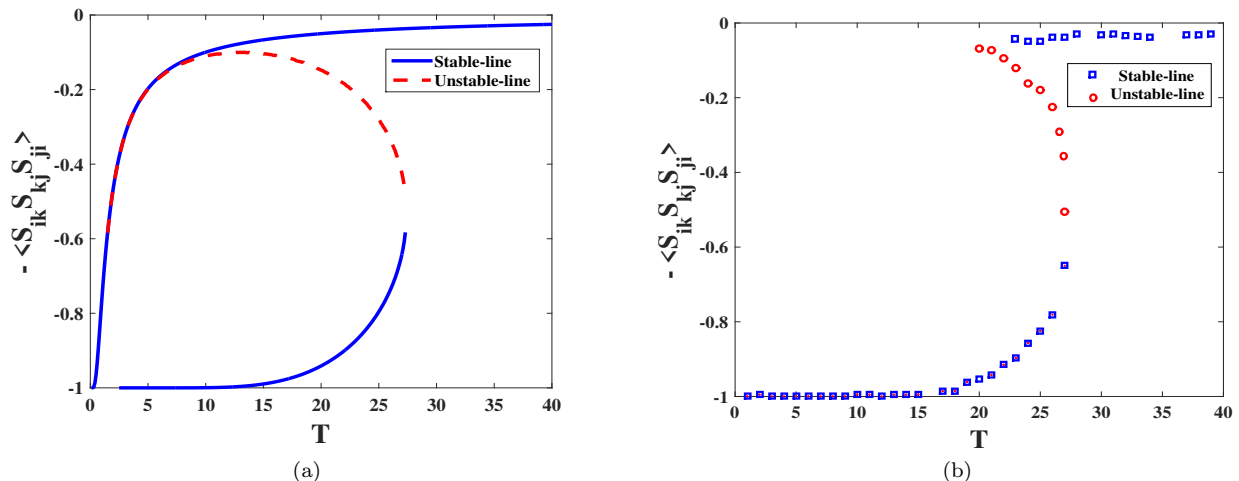 (a)
0
-0.2
-0.4
-0.6
-0.8
-1
- <S_ik S_kj S_ji>
Stable-line
Unstable-line
0 5 10 15 20 25 30 35 40
T
(a)
(b)
0
-0.2
-0.4
-0.6
-0.8
-1
- <S_ik S_kj S_ji>
Stable-line
Unstable-line
0 5 10 15 20 25 30 35 40
T
(b)